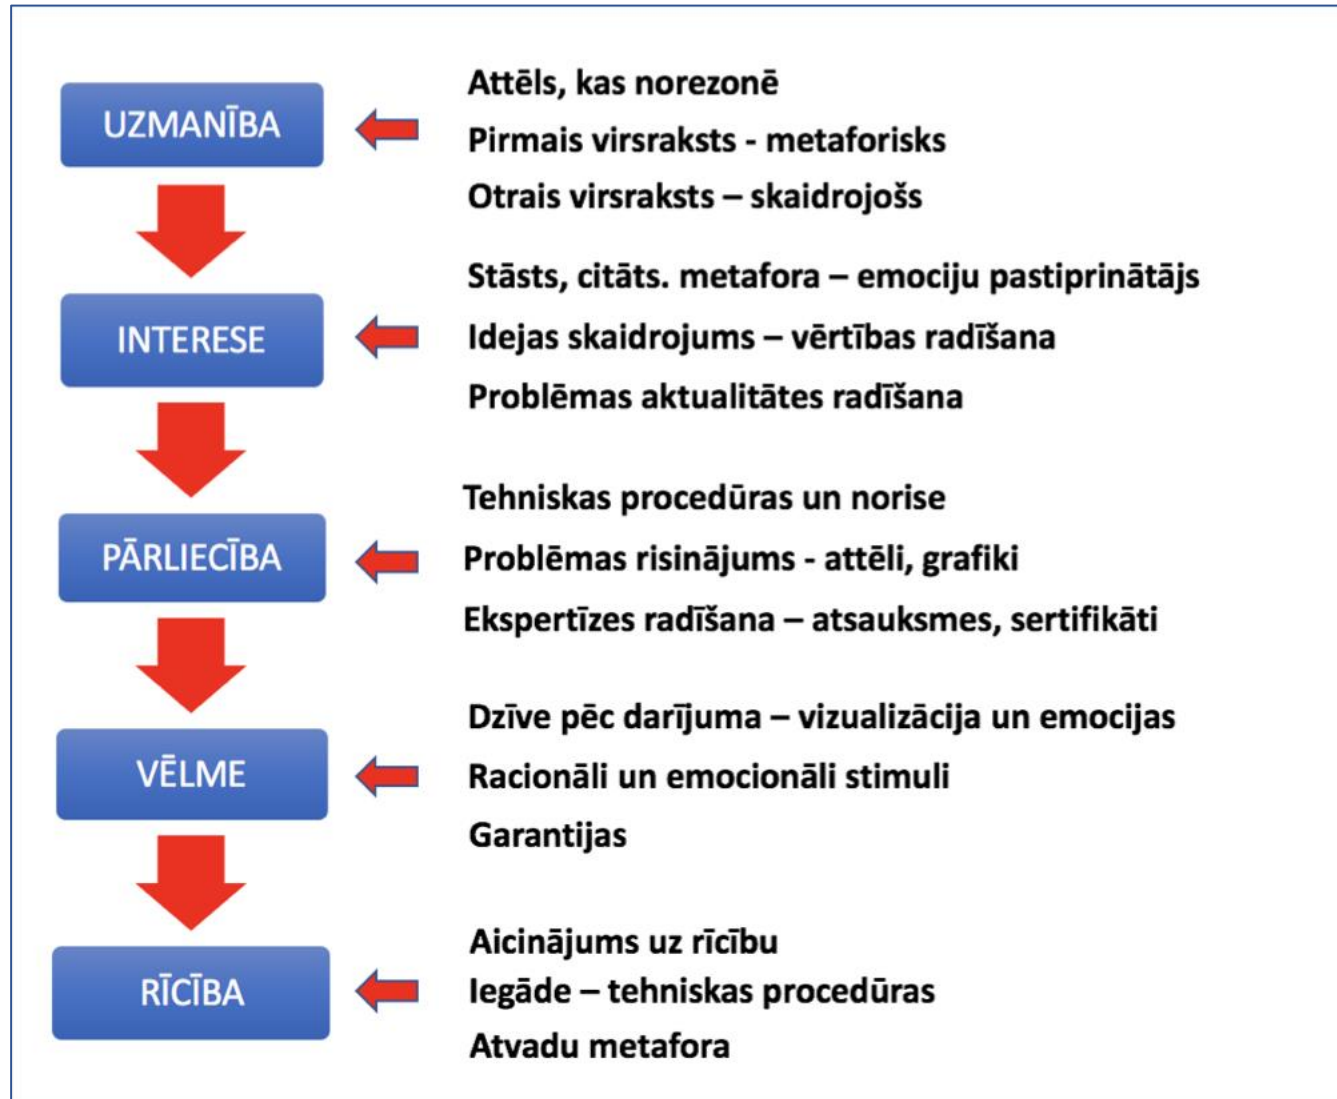 UZMANĪBA
Attēls, kas norezonē
Pirmais virsraksts - metaforisks
Otrais virsraksts – skaidrojošs
INTERESE
Stāsts, citāts. metafora – emociju pastiprinātājs
Idejas skaidrojums – vērtības radīšana
Problēmas aktualitātes radīšana
PĀRLIECĪBA
Tehniskas procedūras un norise
Problēmas risinājums - attēli, grafiki
Ekspertīzes radīšana – atsauksmes, sertifikāti
VĒLME
Dzīve pēc darījuma – vizualizācija un emocijas
Racionāli un emocionāli stimuli
Garantijas
RĪCĪBA
Aicinājums uz rīcību
Iegāde – tehniskas procedūras
Atvadu metafora